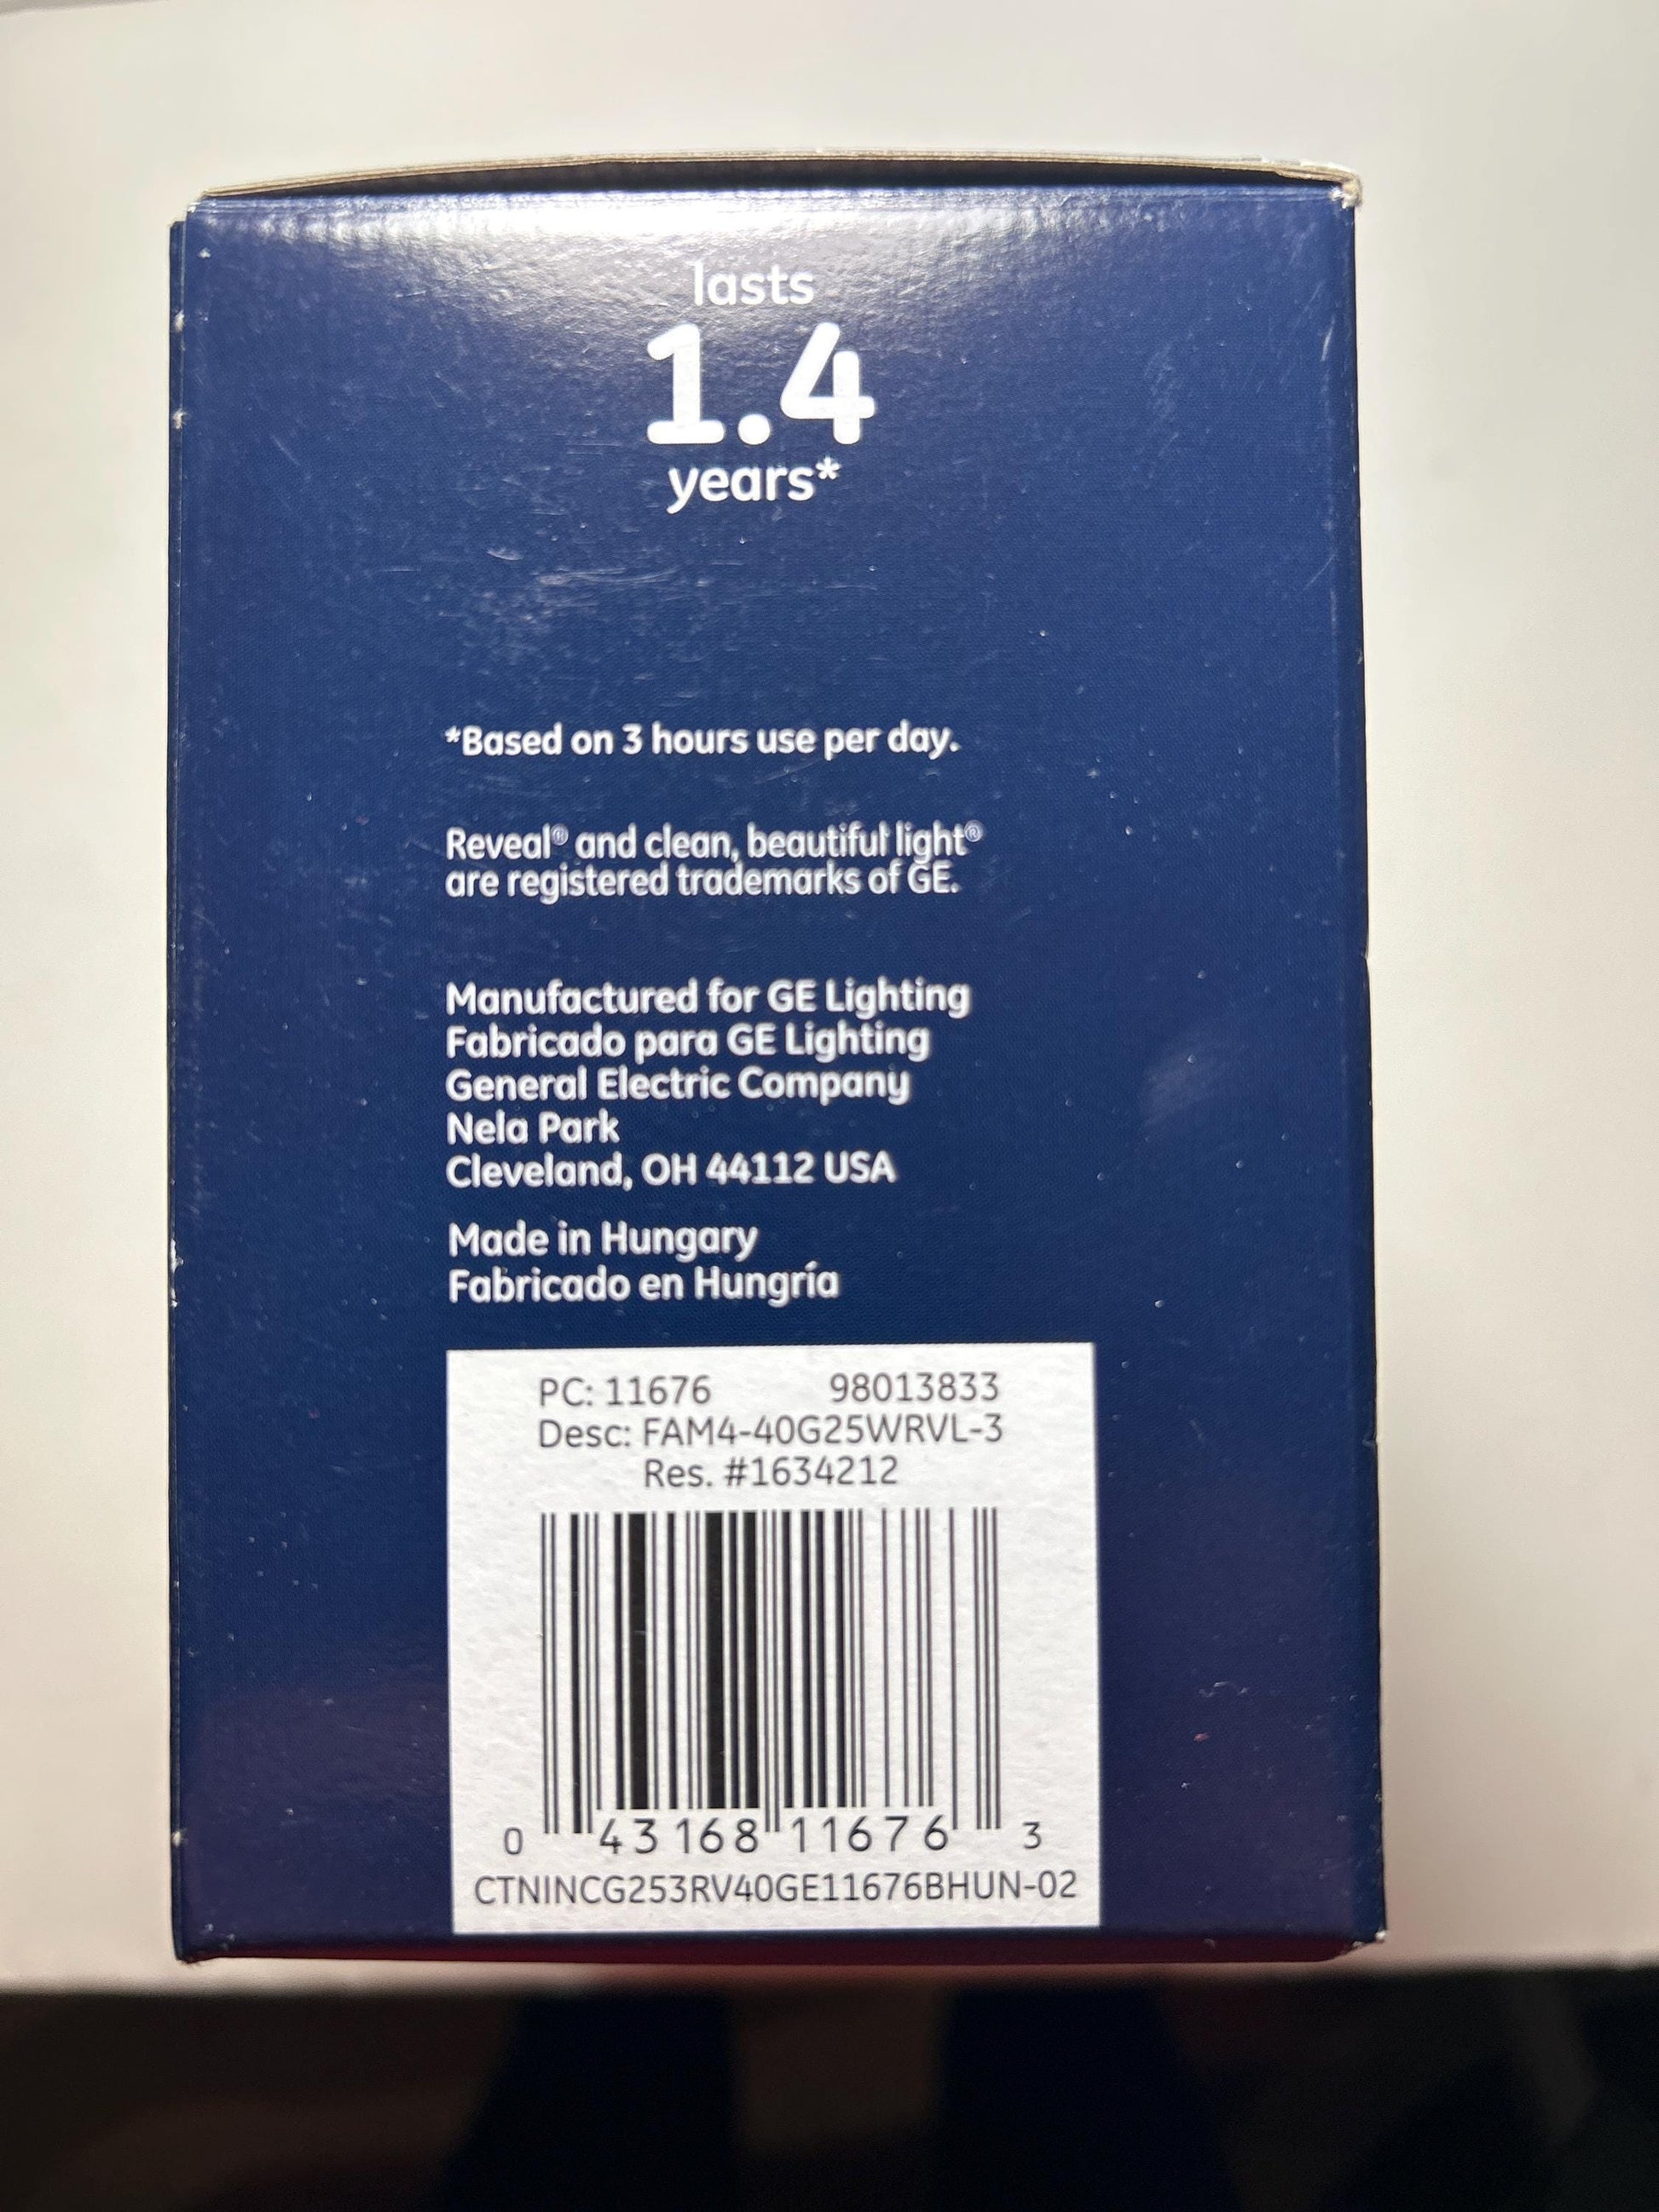 lasts
1.4
years*
*Based on 3 hours use per day.
Reveal® and clean, beautiful light®
are registered trademarks of GE.
Manufactured for GE Lighting
Fabricado para GE Lighting
General Electric Company
Nela Park
Cleveland, OH 44112 USA
Made in Hungary
Fabricado en Hungría
PC: 11676 98013833
Desc: FAM4-40G25WRVL-3
Res. #1634212
0 43168 11676 3
CTNINCG253RV40GE11676BHUN-02